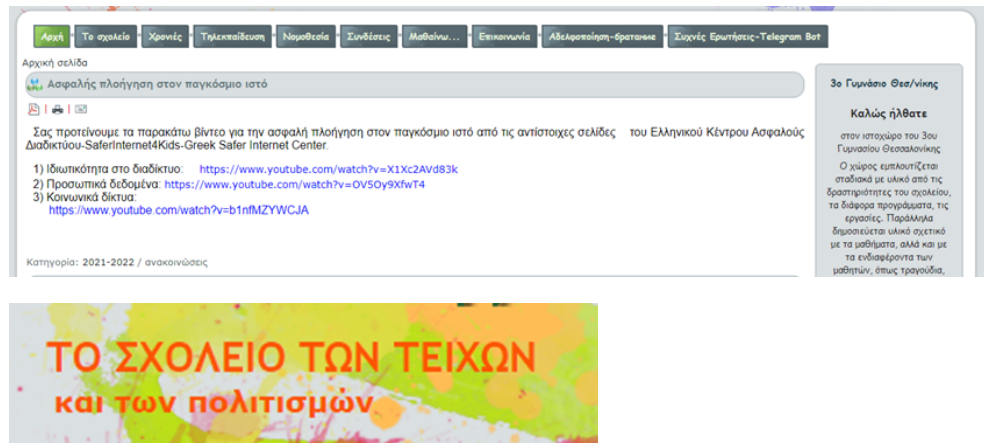 Αρχή Το σχολείο Χρονιές Τηλεκπαίδευση Νομοθεσία Συνδέσεις Μαθαίνω... Επικοινωνία Αδελφοποίηση-братание Συχνές Ερωτήσεις-Telegram Bot
Αρχική σελίδα
Ασφαλής πλοήγηση στον παγκόσμιο ιστό
Σας προτείνουμε τα παρακάτω βίντεο για την ασφαλή πλοήγηση στον παγκόσμιο ιστό από τις αντίστοιχες σελίδες του Ελληνικού Κέντρου Ασφαλούς
Διαδικτύου-SaferInternet4Kids-Greek Safer Internet Center.
1) Ιδιωτικότητα στο διαδίκτυο: https://www.youtube.com/watch?v=X1Xc2AVd83k
2) Προσωπικά δεδομένα: https://www.youtube.com/watch?v=OV5Oy9XfwT4
3) Κοινωνικά δίκτυα:
https://www.youtube.com/watch?v=b1nfMZYWCJA
Κατηγορία: 2021-2022 / ανακοινώσεις
3ο Γυμνάσιο Θεσ/νίκης
Καλώς ήλθατε
στον ιστοχώρο του 3ου
Γυμνασίου Θεσσαλονίκης
Ο χώρος εμπλουτίζεται
σταδιακά με υλικό από τις
δραστηριότητες του σχολείου,
τα διάφορα προγράμματα, τις
εργασίες. Παράλληλα
δημοσιεύεται υλικό σχετικό
με τα μαθήματα, αλλά και με
τα ενδιαφέροντα των
μαθητών, όπως τραγούδια,
ΤΟ ΣΧΟΛΕΙΟ ΤΩΝ ΤΕΙΧΩΝ
και των πολιτισμών